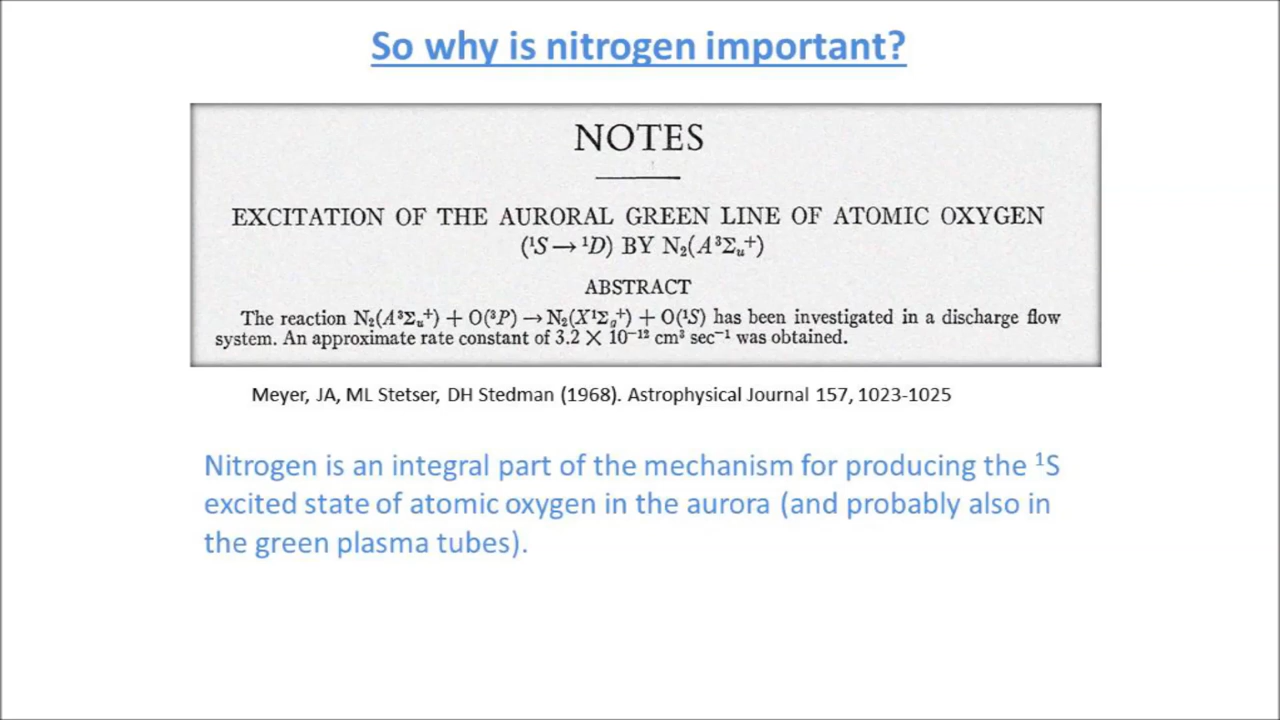 So why is nitrogen important?
NOTES
EXCITATION OF THE AURORAL GREEN LINE OF ATOMIC OXYGEN
(¹S → ¹D) BY N₂(A³Σᵤ⁺)
ABSTRACT
The reaction N₂(A³Σᵤ⁺) + O(³P) → N₂(X¹Σg⁺) + O(¹S) has been investigated in a discharge flow
system. An approximate rate constant of 3.2 × 10⁻¹² cm³ sec⁻¹ was obtained.
Meyer, JA, ML Stetser, DH Stedman (1968). Astrophysical Journal 157, 1023-1025
Nitrogen is an integral part of the mechanism for producing the ¹S
excited state of atomic oxygen in the aurora (and probably also in
the green plasma tubes).